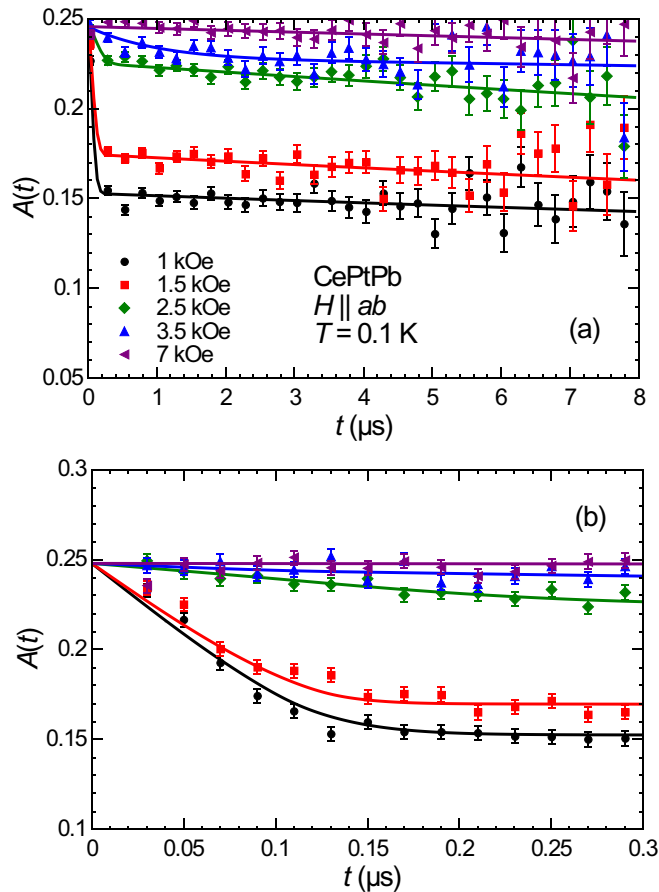 0.25
0.20
0.15
0.1
0.05
A(t)
1 kOe
1.5 kOe
2.5 kOe
3.5 kOe
7 kOe
CePtPb
H || ab
T = 0.1 K
(a)
0 1 2 3 4 5 6 7 8
t (µs)
0.3
0.25
0.2
0.15
0.1
A(t)
(b)
0 0.05 0.1 0.15 0.2 0.25 0.3
t (µs)